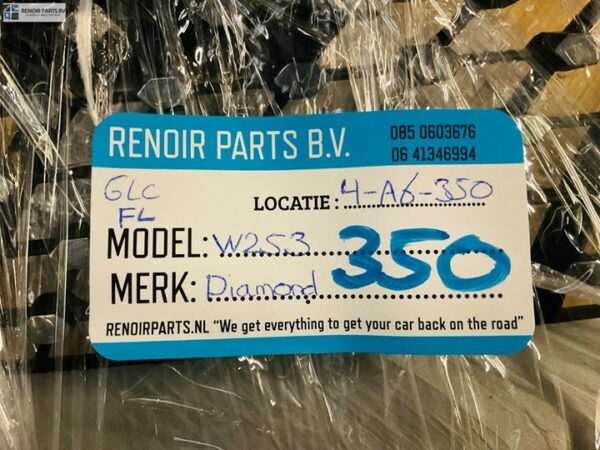 RENOIR PARTS BV
RENOIR PARTS B.V.
085 0603676
06 41346994
GLC
FL
LOCATIE: 4-A6-350
MODEL: W253
350
MERK: Diamond
RENOIRPARTS.NL “We get everything to get your car back on the road”